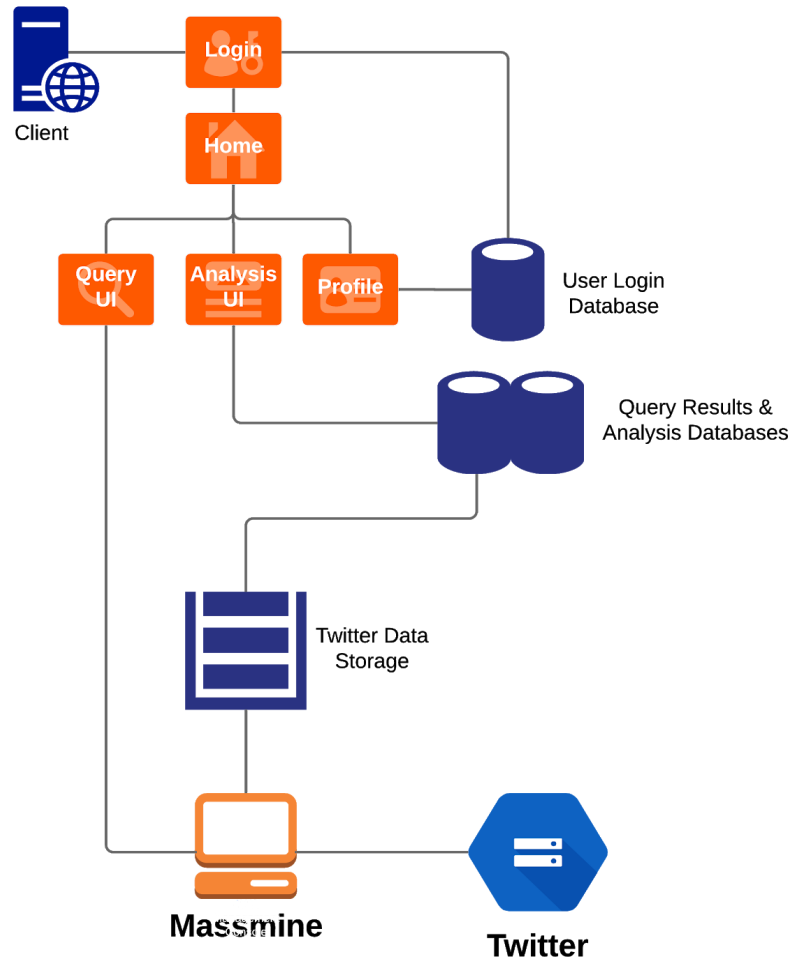 Login
Client
Home
Query
UI
Analysis
UI
Profile
User Login
Database
Query Results &
Analysis Databases
Twitter Data
Storage
Massmine
Twitter